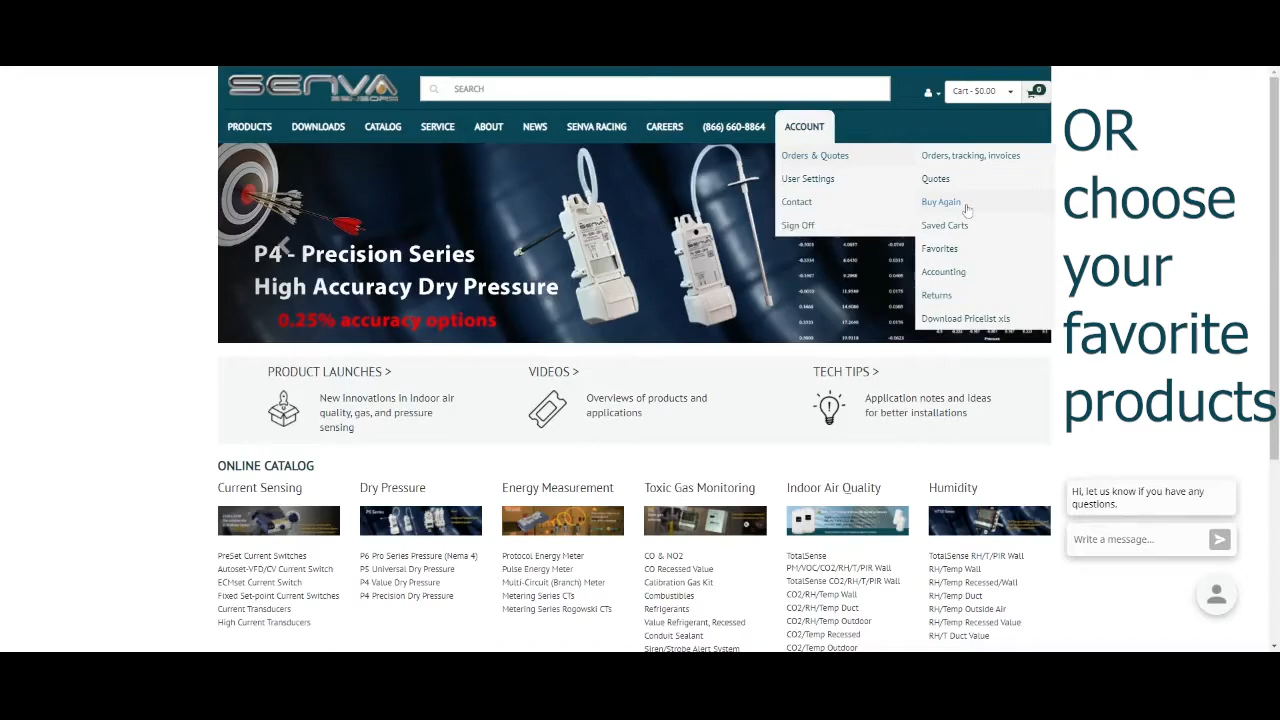 SENVA
SENSORS
SEARCH
Cart - $0.00
0
PRODUCTS
DOWNLOADS
CATALOG
SERVICE
ABOUT
NEWS
SENVA RACING
CAREERS
(866) 660-8864
ACCOUNT
Orders & Quotes
User Settings
Contact
Sign Off
Orders, tracking, invoices
Quotes
Buy Again
Saved Carts
Favorites
Accounting
Returns
Download Pricelist xls
P4 - Precision Series
High Accuracy Dry Pressure
0.25% accuracy options
OR
choose
your
favorite
products
PRODUCT LAUNCHES >
New innovations in indoor air
quality, gas, and pressure
sensing
VIDEOS >
Overviews of products and
applications
TECH TIPS >
Application notes and ideas
for better installations
ONLINE CATALOG
Current Sensing
PreSet Current Switches
Autoset-VFD/CV Current Switch
ECMset Current Switch
Fixed Set-point Current Switches
Current Transducers
High Current Transducers
Dry Pressure
P6 Pro Series Pressure (Nema 4)
P5 Universal Dry Pressure
P4 Value Dry Pressure
P4 Precision Dry Pressure
Energy Measurement
Protocol Energy Meter
Pulse Energy Meter
Multi-Circuit (Branch) Meter
Metering Series CTs
Metering Series Rogowski CTs
Toxic Gas Monitoring
CO & NO2
CO Recessed Value
Calibration Gas Kit
Combustibles
Refrigerants
Value Refrigerant, Recessed
Conduit Sealant
Siren/Strobe Alert System
Indoor Air Quality
TotalSense
PM/VOC/CO2/RH/T/PIR Wall
TotalSense CO2/RH/T/PIR Wall
CO2/RH/Temp Wall
CO2/RH/Temp Duct
CO2/RH/Temp Outdoor
CO2/Temp Recessed
CO2/Temp Outdoor
Humidity
TotalSense RH/T/PIR Wall
RH/Temp Wall
RH/Temp Recessed/Wall
RH/Temp Duct
RH/Temp Outside Air
RH/Temp Recessed Value
RH/T Duct Value
Hi, let us know if you have any
questions.
Write a message...